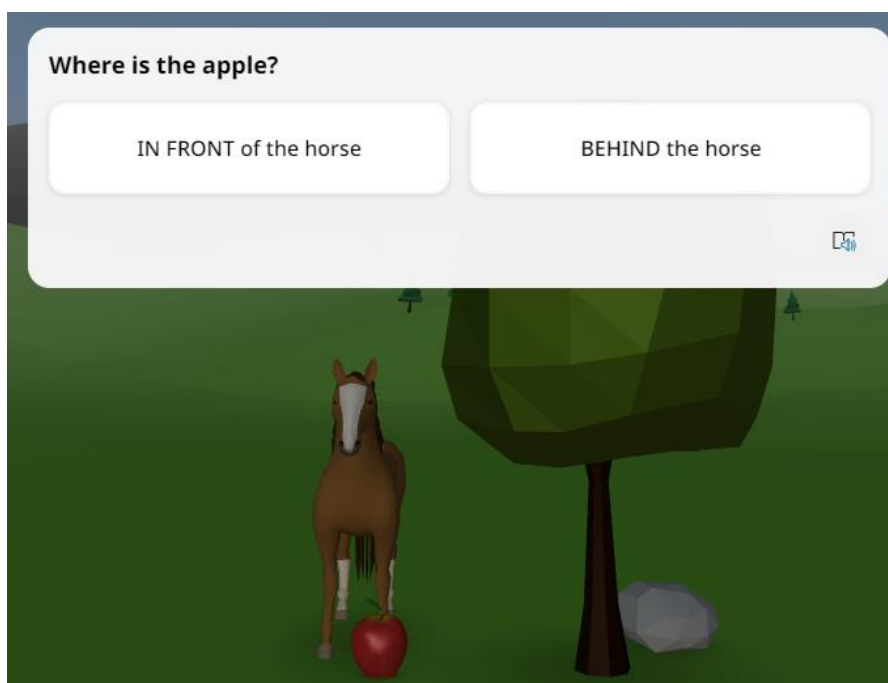 Where is the apple?
IN FRONT of the horse
BEHIND the horse